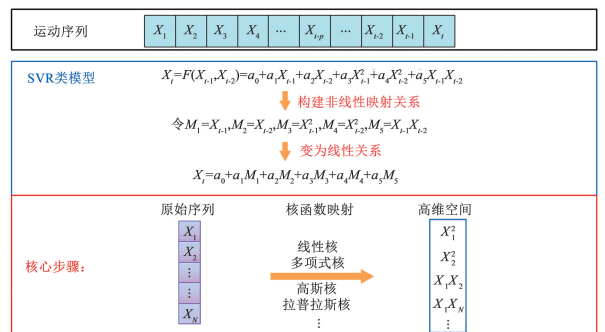 运动序列 X₁ X₂ X₃ X₄ ··· Xₜ₋ₚ ··· Xₜ₋₂ Xₜ₋₁ Xₜ
SVR类模型
Xₜ=F(Xₜ₋₁,Xₜ₋₂)=a₀+a₁Xₜ₋₁+a₂Xₜ₋₂+a₃X²ₜ₋₁+a₄X²ₜ₋₂+a₅Xₜ₋₁Xₜ₋₂
构建非线性映射关系
令M₁=Xₜ₋₁,M₂=Xₜ₋₂,M₃=X²ₜ₋₁,M₄=X²ₜ₋₂,M₅=Xₜ₋₁Xₜ₋₂
变为线性关系
Xₜ=a₀+a₁M₁+a₂M₂+a₃M₃+a₄M₄+a₅M₅
核心步骤：
原始序列
X₁
X₂
⋮
⋮
X_N
核函数映射
线性核
多项式核
高斯核
拉普拉斯核
⋮
高维空间
X₁²
X₂²
X₁X₂
X₁X_N
⋮